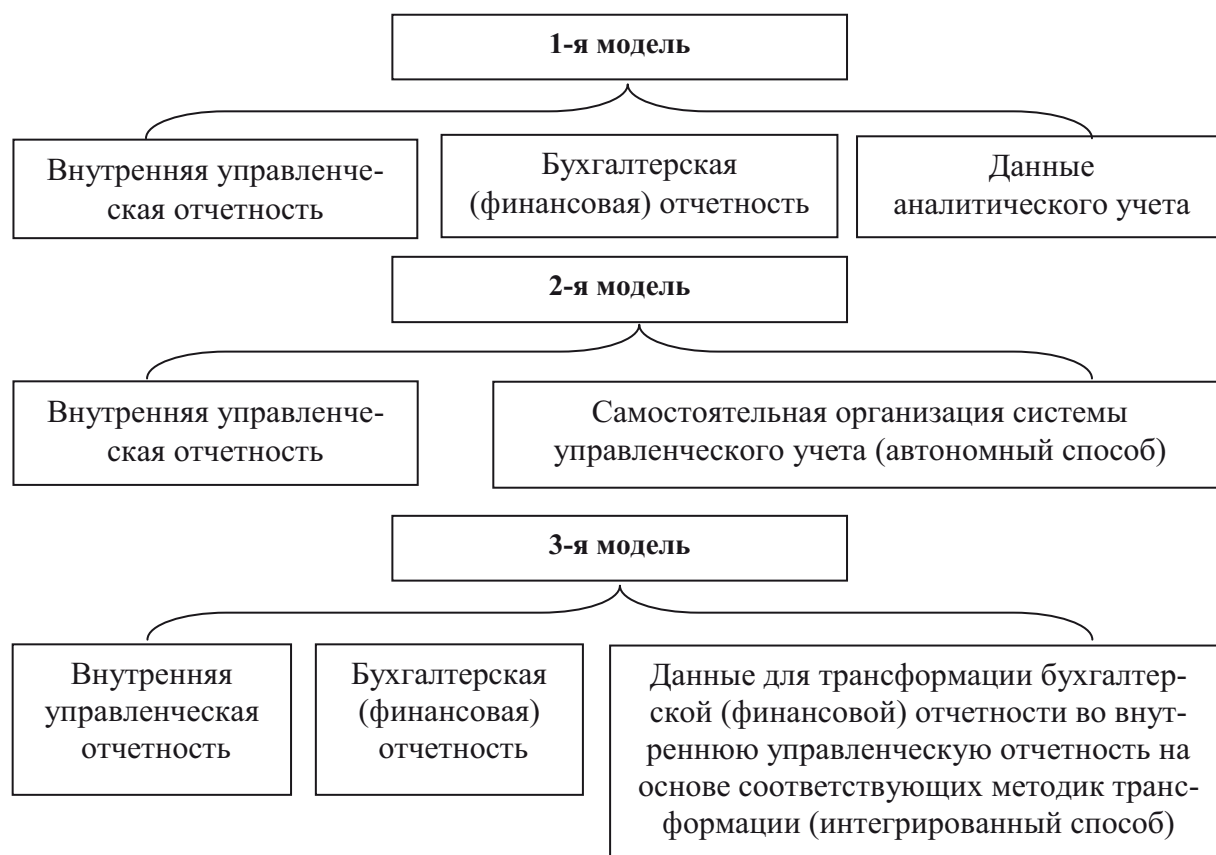 1-я модель
Внутренняя управленче-
ская отчетность
Бухгалтерская
(финансовая) отчетность
Данные
аналитического учета
2-я модель
Внутренняя управленче-
ская отчетность
Самостоятельная организация системы
управленческого учета (автономный способ)
3-я модель
Внутренняя
управленческая
отчетность
Бухгалтерская
(финансовая)
отчетность
Данные для трансформации бухгалтер-
ской (финансовой) отчетности во внут-
реннюю управленческую отчетность на
основе соответствующих методик транс-
формации (интегрированный способ)